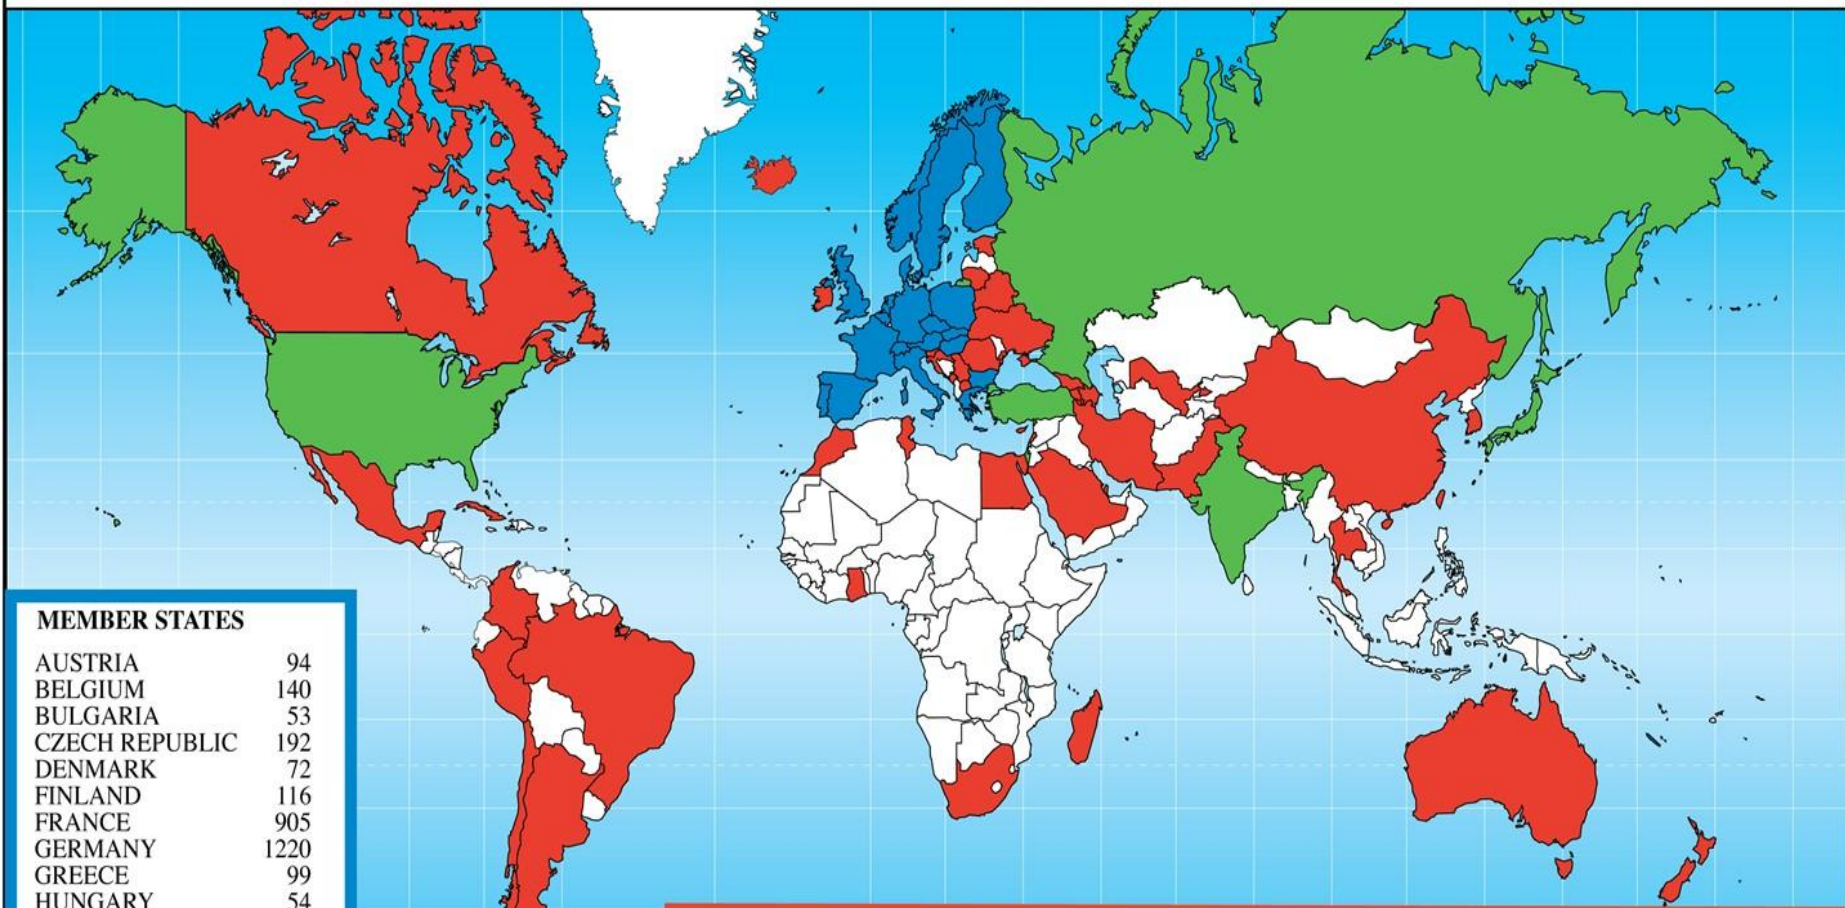 MEMBER STATES
AUSTRIA 94
BELGIUM 140
BULGARIA 53
CZECH REPUBLIC 192
DENMARK 72
FINLAND 116
FRANCE 905
GERMANY 1220
GREECE 99
HUNGARY 54